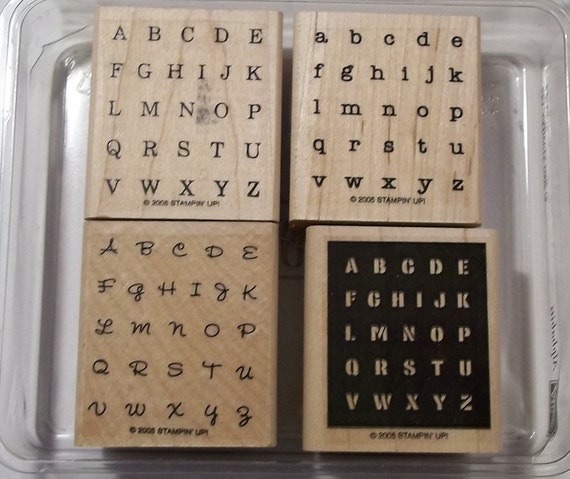 A B C D E
F G H I J K
L M N O P
Q R S T U
V W X Y Z
© 2005 STAMPIN' UP!
a b c d e
f g h i j k
l m n o p
q r s t u
v w x y z
© 2005 STAMPIN' UP!
A B C D E
F G H I J K
L M N O P
Q R S T U
V W X Y Z
© 2005 STAMPIN' UP!
A B C D E
F G H I J K
L M N O P
Q R S T U
V W X Y Z
© 2005 STAMPIN' UP!